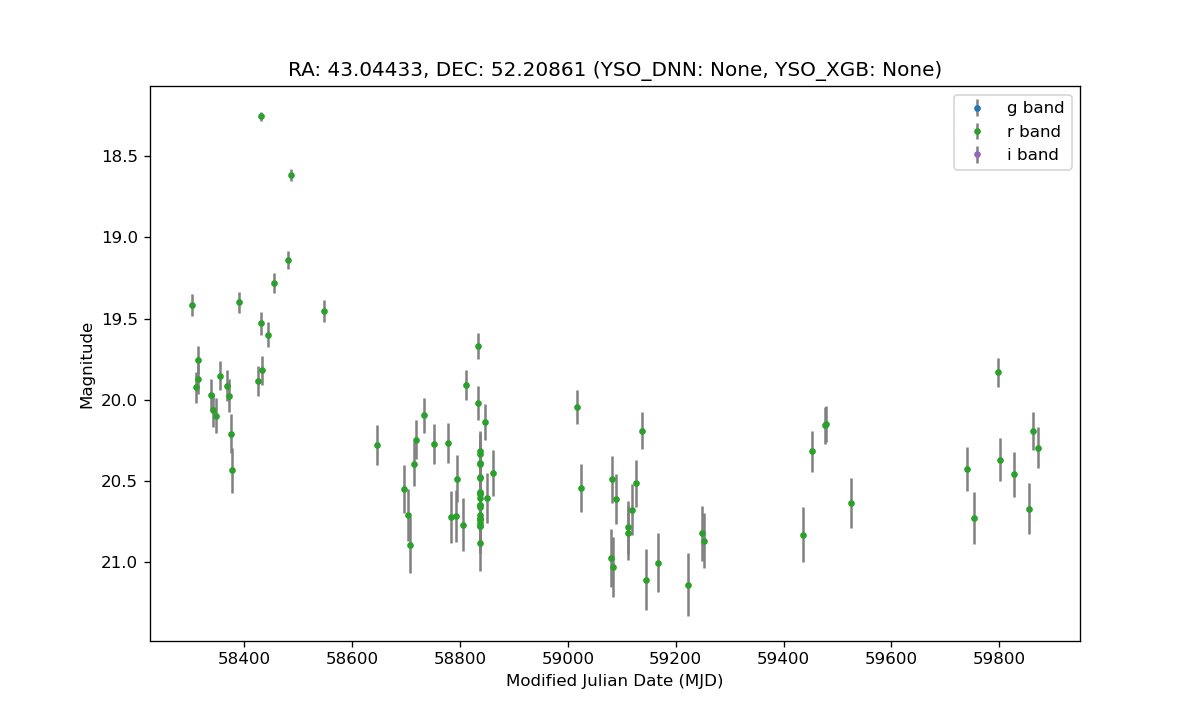 RA: 43.04433, DEC: 52.20861 (YSO_DNN: None, YSO_XGB: None)
g band
r band
i band
18.5
19.0
19.5
20.0
20.5
21.0
Magnitude
58400 58600 58800 59000 59200 59400 59600 59800
Modified Julian Date (MJD)